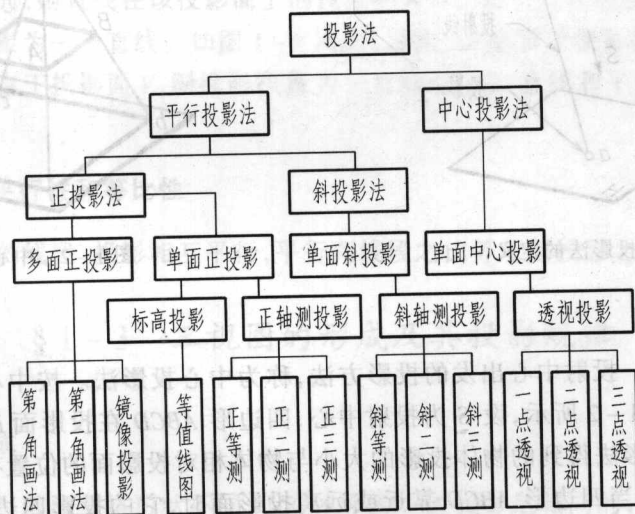 投影法
平行投影法
中心投影法
正投影法
斜投影法
多面正投影
单面正投影
单面斜投影
单面中心投影
标高投影
正轴测投影
斜轴测投影
透视投影
第一角画法
第三角画法
镜像投影
等值线图
正等测
正二测
正三测
斜等测
斜二测
斜三测
一点透视
二点透视
三点透视